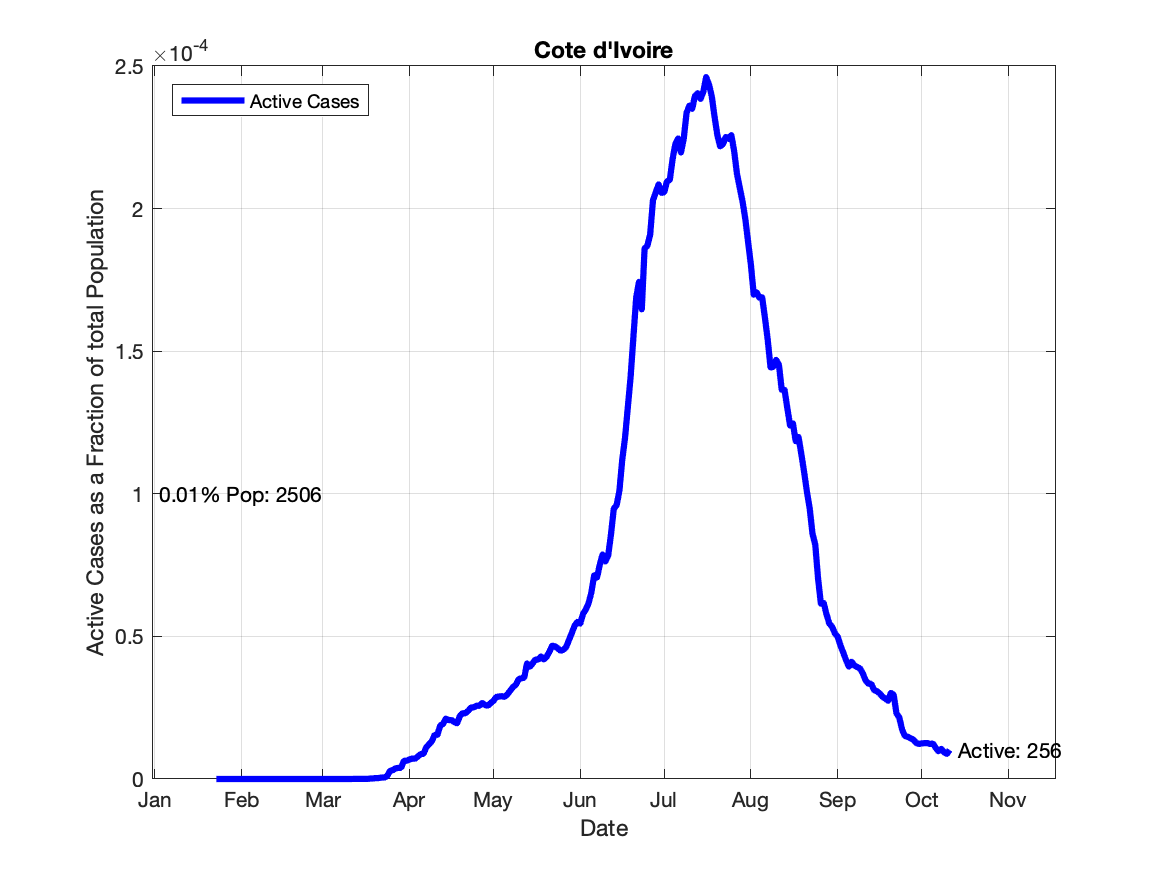 Cote d'Ivoire
×10-4
Active Cases
2.5
2
1.5
1
0.5
0
0.01% Pop: 2506
Active: 256
Active Cases as a Fraction of total Population
Jan Feb Mar Apr May Jun Jul Aug Sep Oct Nov
Date